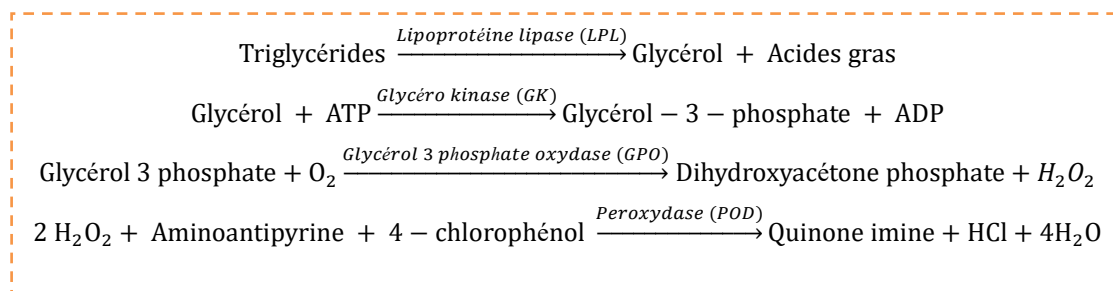 Triglycérides Lipoprotéine lipase (LPL) Glycérol + Acides gras
Glycérol + ATP Glycéro kinase (GK) Glycérol − 3 − phosphate + ADP
Glycérol 3 phosphate + O₂ Glycérol 3 phosphate oxydase (GPO) Dihydroxyacétone phosphate + H₂O₂
2 H₂O₂ + Aminoantipyrine + 4 − chlorophénol Peroxydase (POD) Quinone imine + HCl + 4H₂O